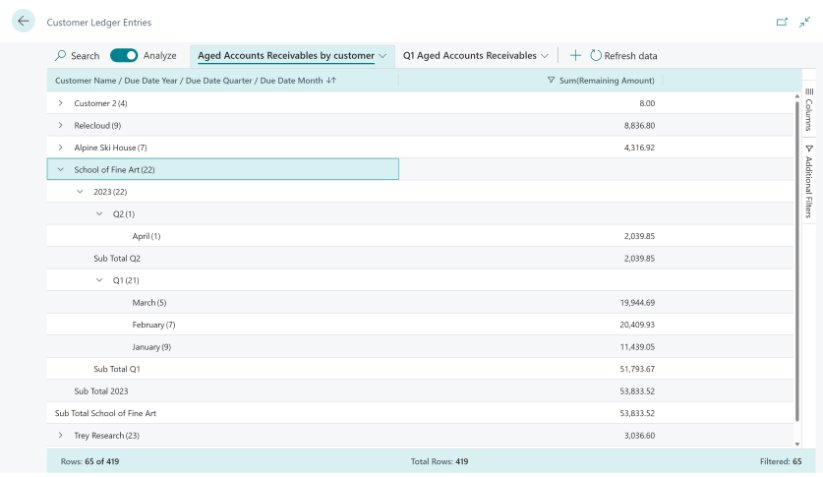 Customer Ledger Entries
Search Analyze Aged Accounts Receivables by customer Q1 Aged Accounts Receivables Refresh data
Customer Name / Due Date Year / Due Date Quarter / Due Date Month Sum(Remaining Amount)
Customer 2 (4) 8.00
Relecloud (9) 8,836.80
Alpine Ski House (7) 4,316.92
School of Fine Art (22)
2023 (22)
Q2 (1)
April (1) 2,039.85
Sub Total Q2 2,039.85
Q1 (21)
March (5) 19,944.69
February (7) 20,409.93
January (9) 11,439.05
Sub Total Q1 51,793.67
Sub Total 2023 53,833.52
Sub Total School of Fine Art 53,833.52
Trey Research (23) 3,036.60
Rows: 65 of 419 Total Rows: 419 Filtered: 65
Columns
Additional Filters